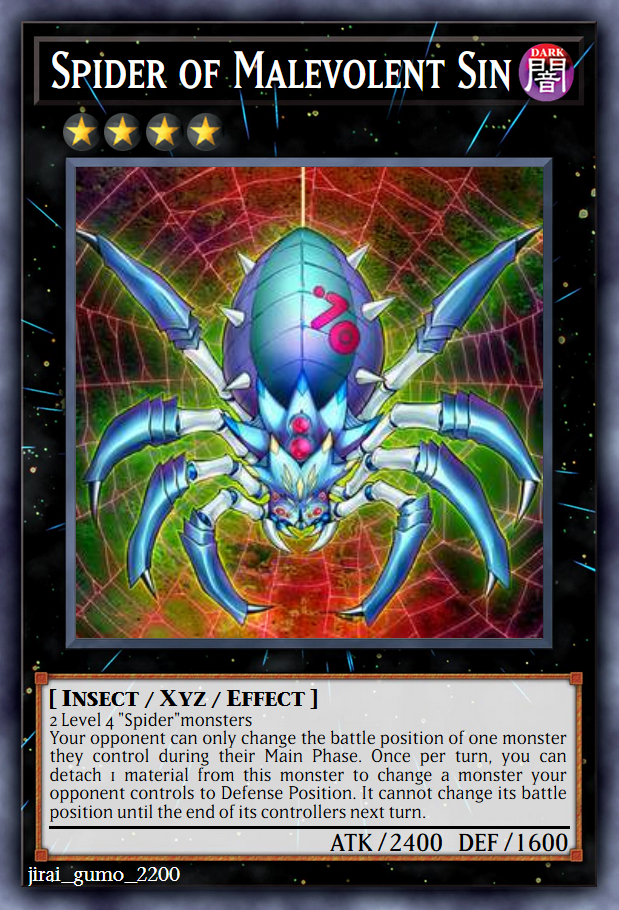 Spider of Malevolent Sin
DARK
闇
[ Insect / Xyz / Effect ]
2 Level 4 "Spider"monsters
Your opponent can only change the battle position of one monster
they control during their Main Phase. Once per turn, you can
detach 1 material from this monster to change a monster your
opponent controls to Defense Position. It cannot change its battle
position until the end of its controllers next turn.
ATK/2400 DEF/1600
jirai_gumo_2200